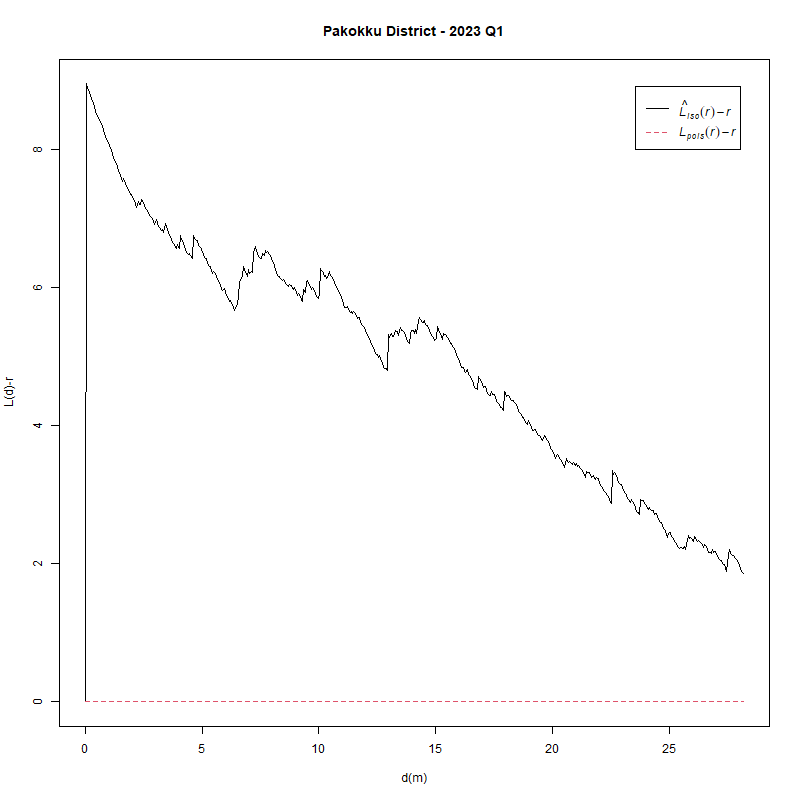 Pakokku District - 2023 Q1
L̂iso(r)−r
Lpois(r)−r
L(d)-r
8
6
4
2
0
0 5 10 15 20 25
d(m)